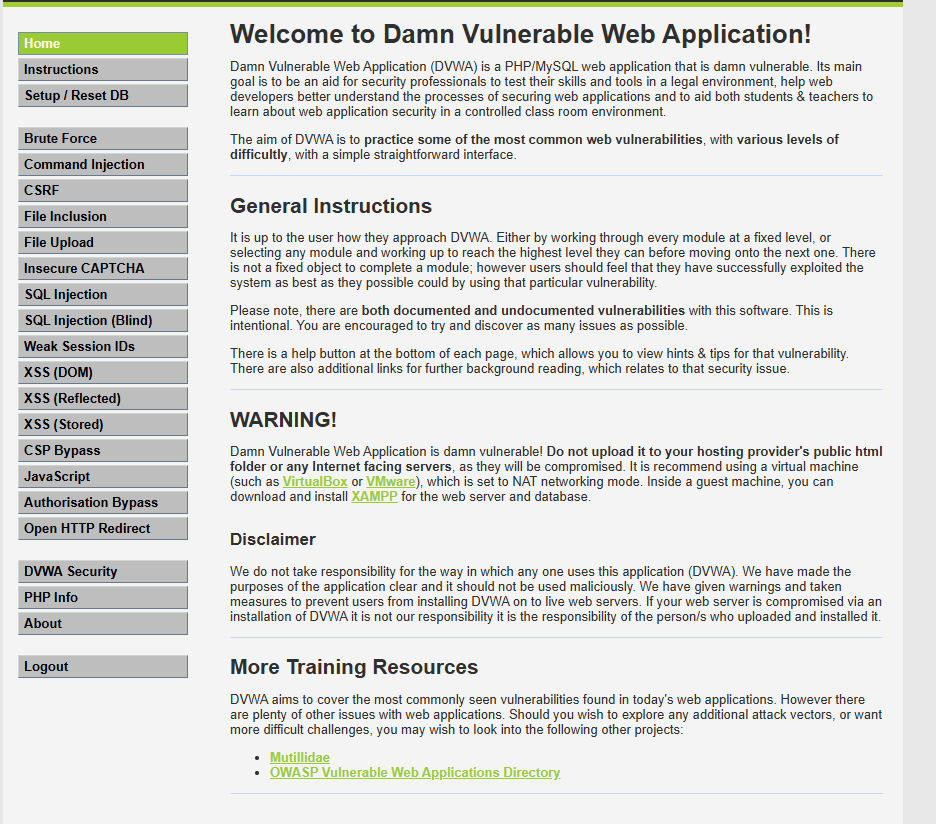 Home
Instructions
Setup / Reset DB
Brute Force
Command Injection
CSRF
File Inclusion
File Upload
Insecure CAPTCHA
SQL Injection
SQL Injection (Blind)
Weak Session IDs
XSS (DOM)
XSS (Reflected)
XSS (Stored)
CSP Bypass
JavaScript
Authorisation Bypass
Open HTTP Redirect
DVWA Security
PHP Info
About
Logout
Welcome to Damn Vulnerable Web Application!
Damn Vulnerable Web Application (DVWA) is a PHP/MySQL web application that is damn vulnerable. Its main
goal is to be an aid for security professionals to test their skills and tools in a legal environment, help web
developers better understand the processes of securing web applications and to aid both students & teachers to
learn about web application security in a controlled class room environment.
The aim of DVWA is to practice some of the most common web vulnerabilities, with various levels of
difficultly, with a simple straightforward interface.
General Instructions
It is up to the user how they approach DVWA. Either by working through every module at a fixed level, or
selecting any module and working up to reach the highest level they can before moving onto the next one. There
is not a fixed object to complete a module; however users should feel that they have successfully exploited the
system as best as they possible could by using that particular vulnerability.
Please note, there are both documented and undocumented vulnerabilities with this software. This is
intentional. You are encouraged to try and discover as many issues as possible.
There is a help button at the bottom of each page, which allows you to view hints & tips for that vulnerability.
There are also additional links for further background reading, which relates to that security issue.
WARNING!
Damn Vulnerable Web Application is damn vulnerable! Do not upload it to your hosting provider's public html
folder or any Internet facing servers, as they will be compromised. It is recommend using a virtual machine
(such as VirtualBox or VMware), which is set to NAT networking mode. Inside a guest machine, you can
download and install XAMPP for the web server and database.
Disclaimer
We do not take responsibility for the way in which any one uses this application (DVWA). We have made the
purposes of the application clear and it should not be used maliciously. We have given warnings and taken
measures to prevent users from installing DVWA on to live web servers. If your web server is compromised via an
installation of DVWA it is not our responsibility it is the responsibility of the person/s who uploaded and installed it.
More Training Resources
DVWA aims to cover the most commonly seen vulnerabilities found in today's web applications. However there
are plenty of other issues with web applications. Should you wish to explore any additional attack vectors, or want
more difficult challenges, you may wish to look into the following other projects:
• Mutillidae
• OWASP Vulnerable Web Applications Directory